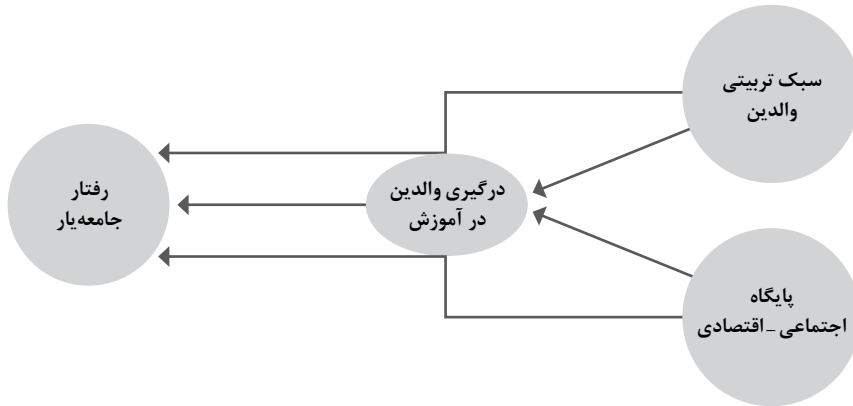 سبک تربیتی
والدین
درگیری والدین
در آموزش
رفتار
جامعه‌یار
پایگاه
اجتماعی _ اقتصادی